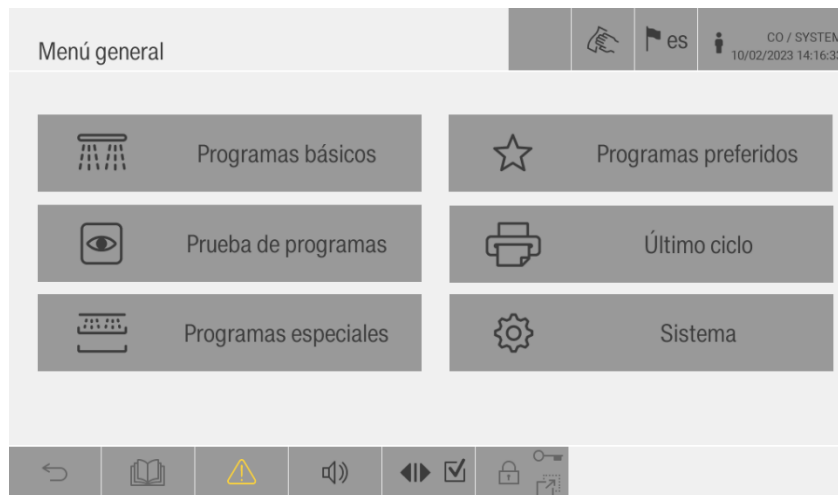 Menú general
es
CO / SYSTEM
10/02/2023 14:16:33
Programas básicos
Programas preferidos
Prueba de programas
Último ciclo
Programas especiales
Sistema